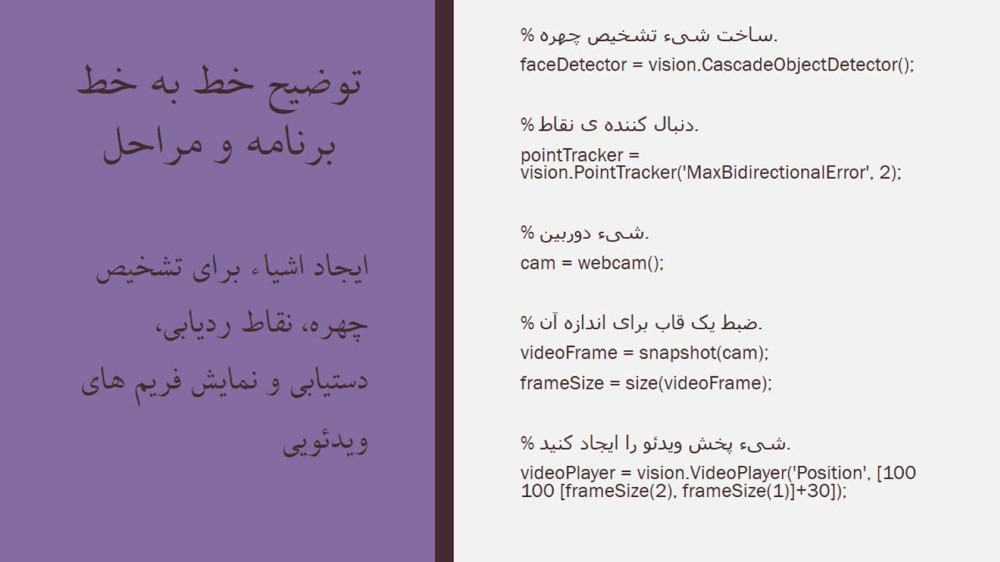 توضیح خط به خط
برنامه و مراحل
ایجاد اشیاء برای تشخیص
چهره، نقاط ردیابی،
دستیابی و نمایش فریم های
ویدئویی
% ساخت شیء تشخیص چهره.
faceDetector = vision.CascadeObjectDetector();
% دنبال کننده ی نقاط.
pointTracker =
vision.PointTracker('MaxBidirectionalError', 2);
% شیء دوربین.
cam = webcam();
% ضبط یک قاب برای اندازه آن.
videoFrame = snapshot(cam);
frameSize = size(videoFrame);
% شیء پخش ویدئو را ایجاد کنید.
videoPlayer = vision.VideoPlayer('Position', [100
100 [frameSize(2), frameSize(1)]+30]);